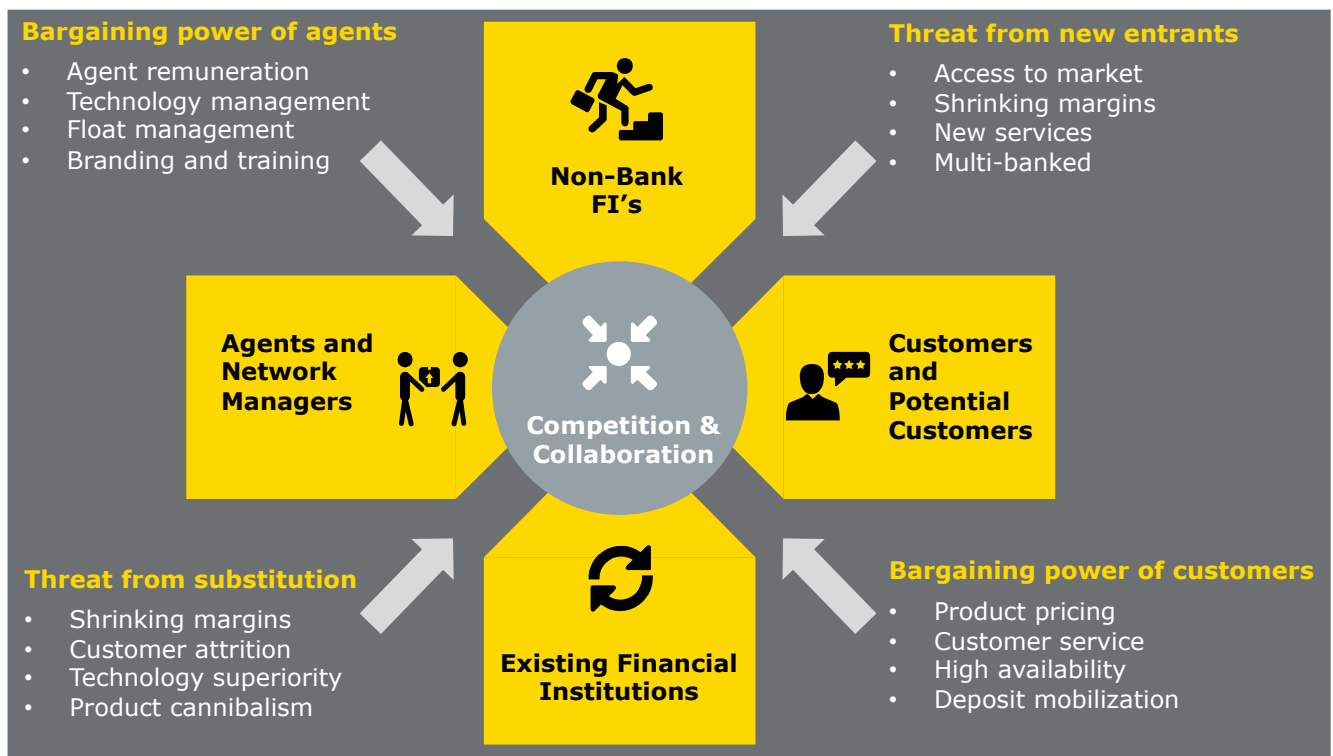 Bargaining power of agents
• Agent remuneration
• Technology management
• Float management
• Branding and training
Non-Bank
FI's
Threat from new entrants
• Access to market
• Shrinking margins
• New services
• Multi-banked
Agents and
Network
Managers
Competition &
Collaboration
Customers
and
Potential
Customers
Threat from substitution
• Shrinking margins
• Customer attrition
• Technology superiority
• Product cannibalism
Existing Financial
Institutions
Bargaining power of customers
• Product pricing
• Customer service
• High availability
• Deposit mobilization